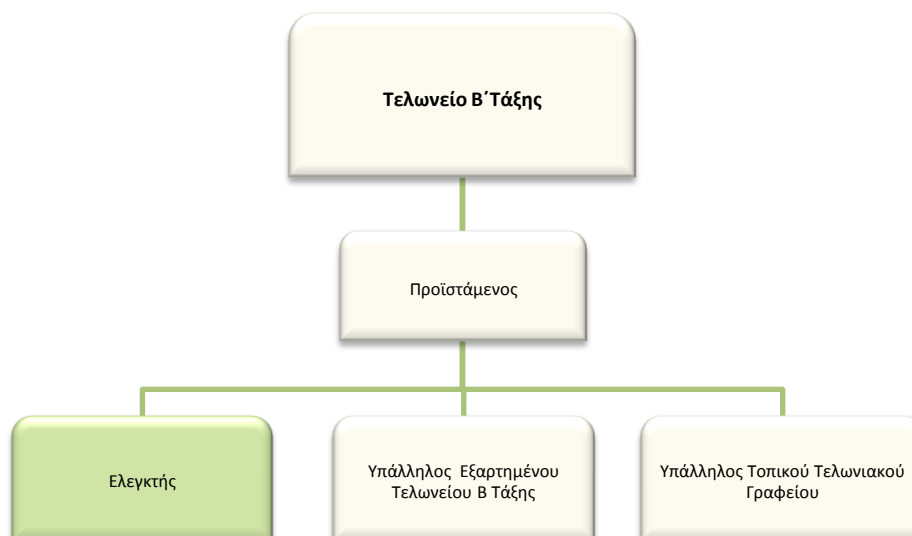 Τελωνείο Β΄Τάξης
Προϊστάμενος
Ελεγκτής
Υπάλληλος Εξαρτημένου
Τελωνείου Β Τάξης
Υπάλληλος Τοπικού Τελωνιακού
Γραφείου